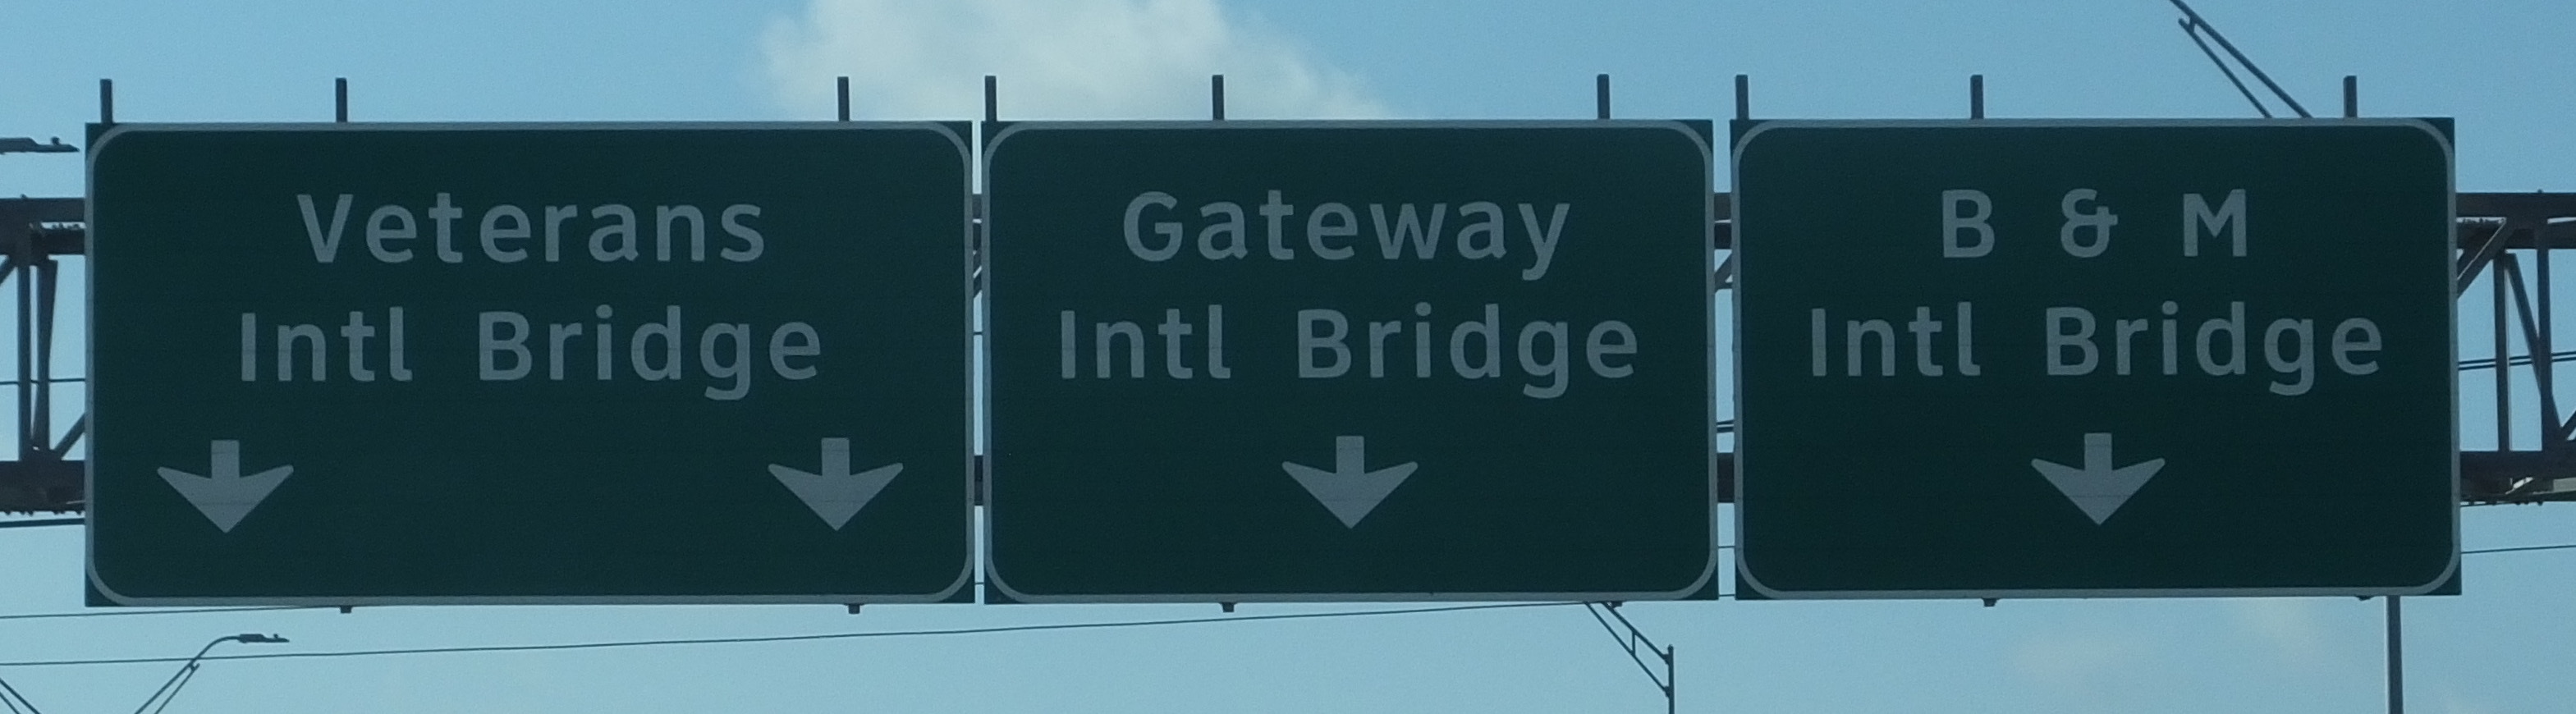 Veterans
Intl Bridge
Gateway
Intl Bridge
B & M
Intl Bridge